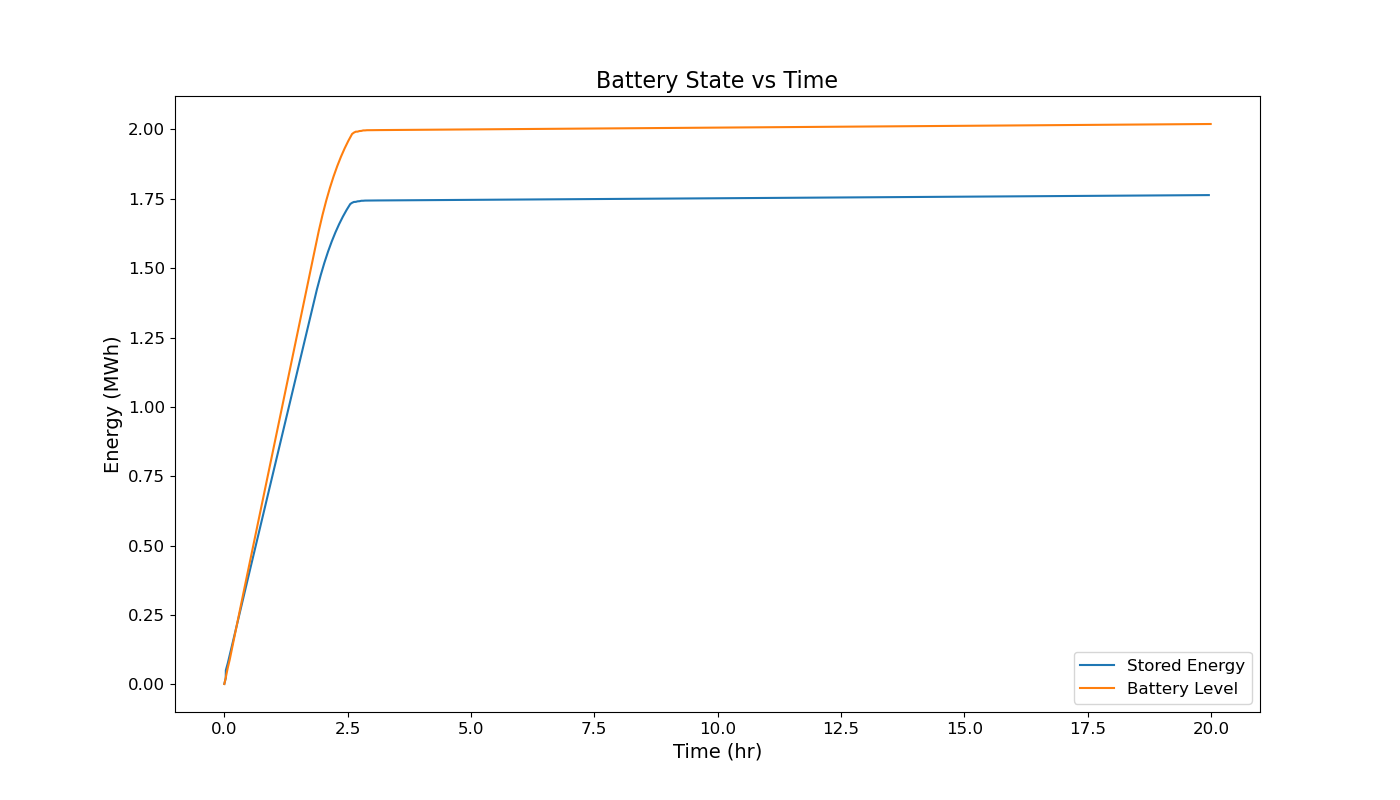 Battery State vs Time
Energy (MWh)
2.00
1.75
1.50
1.25
1.00
0.75
0.50
0.25
0.00
0.0 2.5 5.0 7.5 10.0 12.5 15.0 17.5 20.0
Time (hr)
Stored Energy
Battery Level